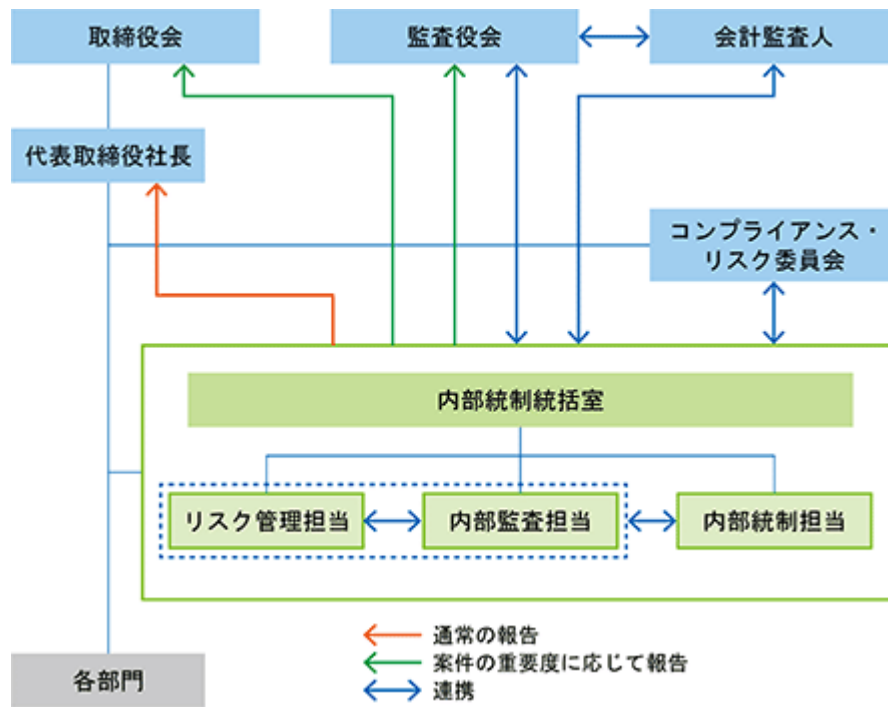 取締役会
監査役会
会計監査人
代表取締役社長
コンプライアンス・
リスク委員会
内部統制統括室
リスク管理担当
内部監査担当
内部統制担当
通常の報告
案件の重要度に応じて報告
連携
各部門